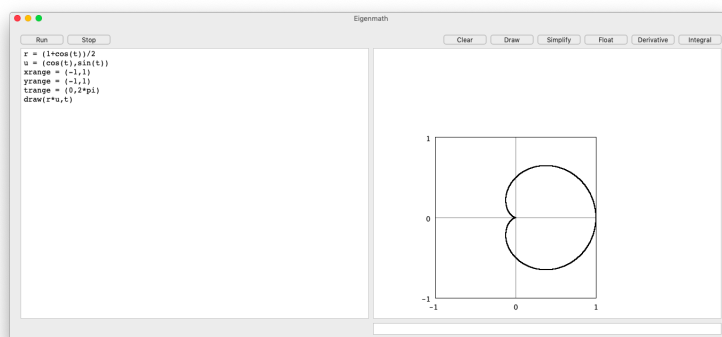 Eigenmath
Run Stop Clear Draw Simplify Float Derivative Integral
r = (1+cos(t))/2
u = (cos(t),sin(t))
xrange = (-1,1)
yrange = (-1,1)
trange = (0,2*pi)
draw(r*u,t)
1
0
-1
-1 0 1